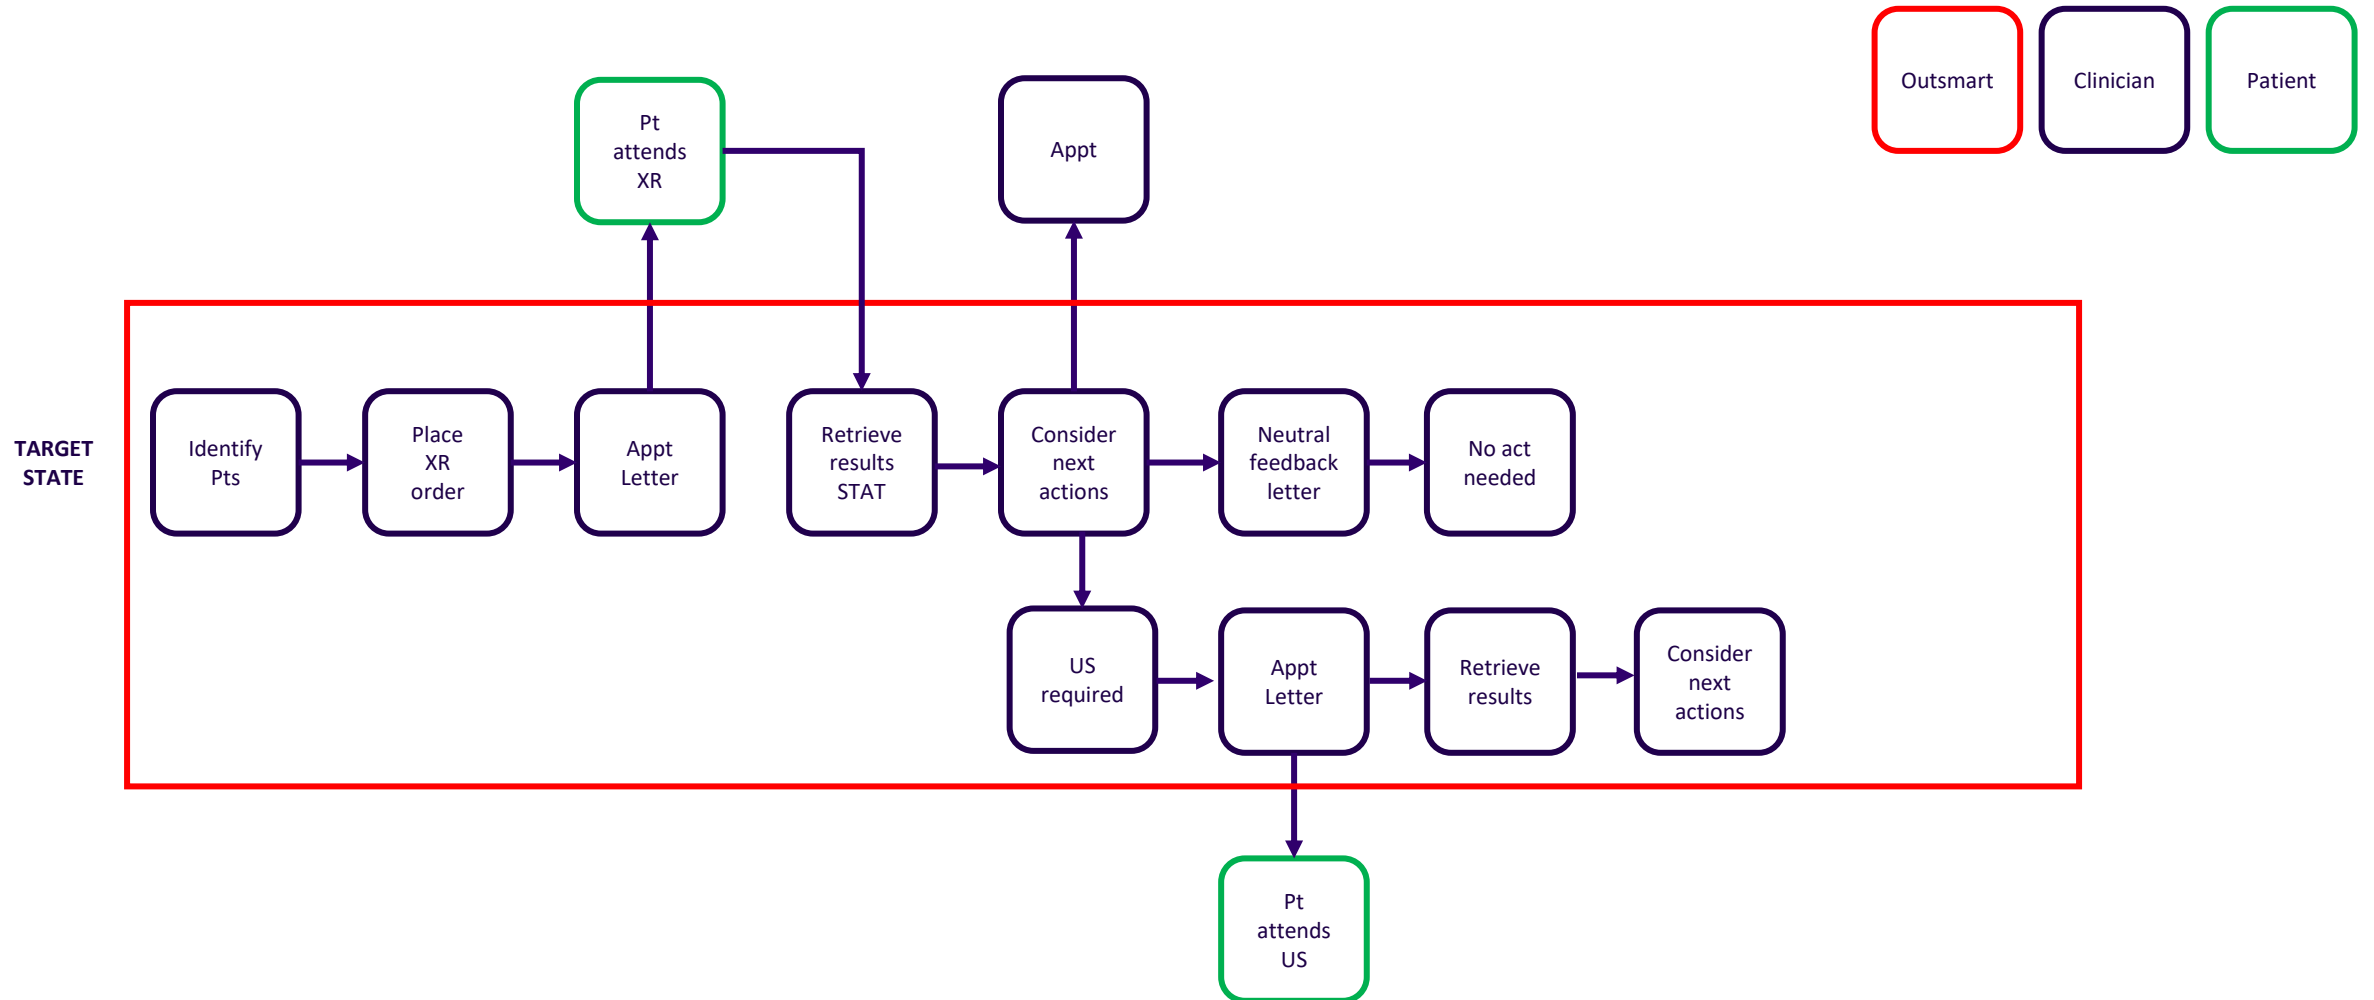 Outsmart
Clinician
Patient
Pt
attends
XR
Appt
TARGET
STATE
Identify
Pts
Place
XR
order
Appt
Letter
Retrieve
results
STAT
Consider
next
actions
Neutral
feedback
letter
No act
needed
US
required
Appt
Letter
Retrieve
results
Consider
next
actions
Pt
attends
US